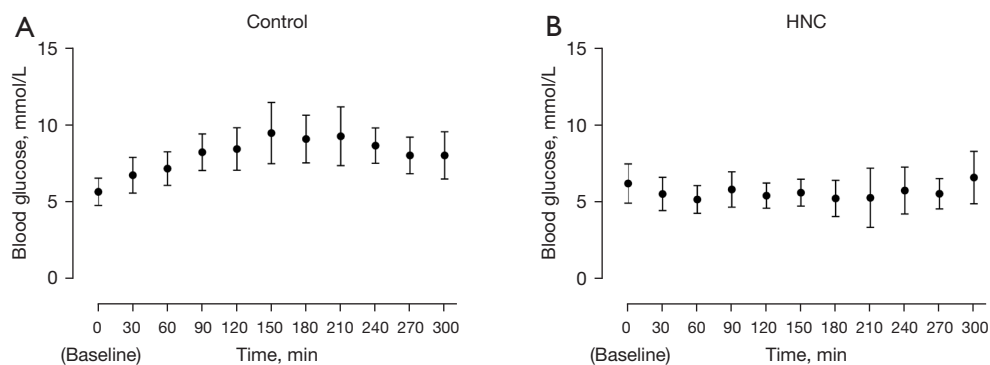 A
Control
15
10
5
0
Blood glucose, mmol/L
0 30 60 90 120 150 180 210 240 270 300
(Baseline)
Time, min
B
HNC
15
10
5
0
Blood glucose, mmol/L
0 30 60 90 120 150 180 210 240 270 300
(Baseline)
Time, min